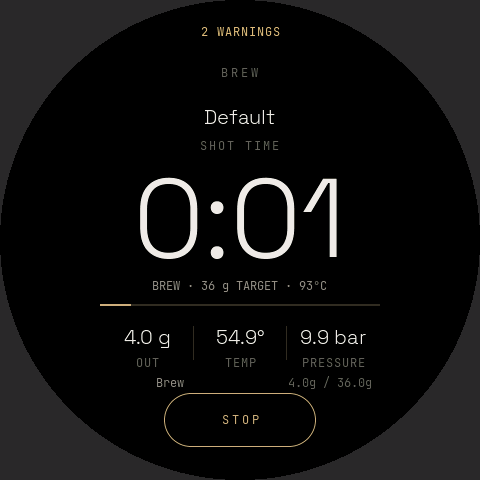 2 WARNINGS
BREW
Default
SHOT TIME
0:01
BREW · 36 g TARGET · 93°C
4.0 g 54.9° 9.9 bar
OUT TEMP PRESSURE
Brew 4.0g / 36.0g
STOP